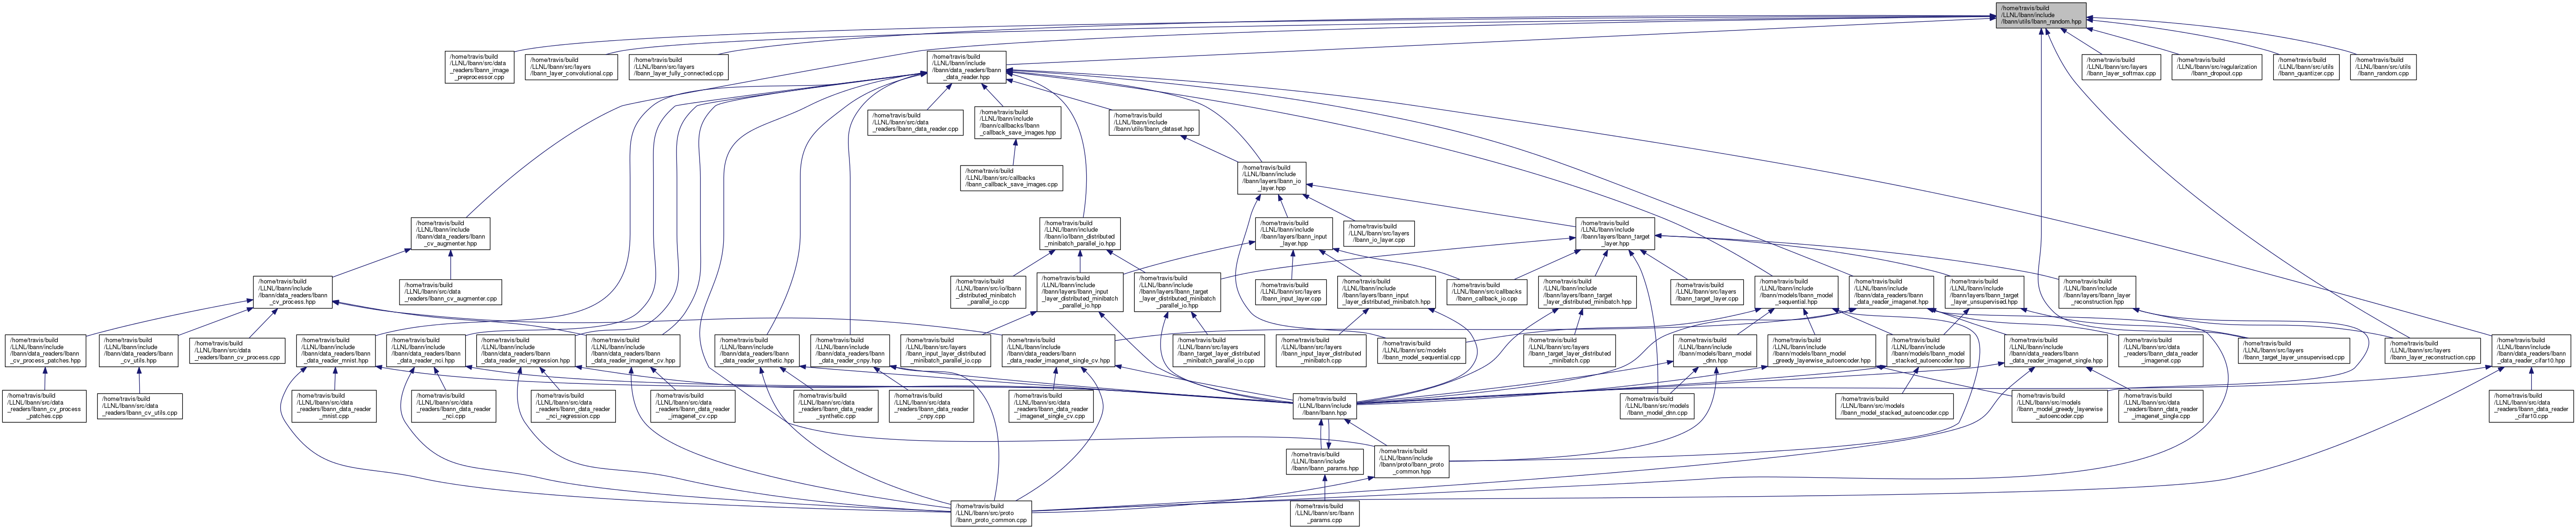 /home/travis/build
/LLNL/lbann/include
/lbann/utils/lbann_random.hpp
/home/travis/build
/LLNL/lbann/src/data
_readers/lbann_image
_preprocessor.cpp
/home/travis/build
/LLNL/lbann/src/layers
/lbann_layer_convolutional.cpp
/home/travis/build
/LLNL/lbann/src/layers
/lbann_layer_fully_connected.cpp
/home/travis/build
/LLNL/lbann/include
/lbann/data_readers/lbann
_data_reader.hpp
/home/travis/build
/LLNL/lbann/src/layers
/lbann_layer_softmax.cpp
/home/travis/build
/LLNL/lbann/src/regularization
/lbann_dropout.cpp
/home/travis/build
/LLNL/lbann/src/utils
/lbann_quantizer.cpp
/home/travis/build
/LLNL/lbann/src/utils
/lbann_random.cpp
/home/travis/build
/LLNL/lbann/src/data
_readers/lbann_data_reader.cpp
/home/travis/build
/LLNL/lbann/include
/lbann/callbacks/lbann
_callback_save_images.hpp
/home/travis/build
/LLNL/lbann/include
/lbann/utils/lbann_dataset.hpp
/home/travis/build
/LLNL/lbann/src/callbacks
/lbann_callback_save_images.cpp
/home/travis/build
/LLNL/lbann/include
/lbann/layers/lbann_io
_layer.hpp
/home/travis/build
/LLNL/lbann/include
/lbann/data_readers/lbann
_cv_augmenter.hpp
/home/travis/build
/LLNL/lbann/include
/lbann/io/lbann_distributed
_minibatch_parallel_io.hpp
/home/travis/build
/LLNL/lbann/include
/lbann/layers/lbann_input
_layer.hpp
/home/travis/build
/LLNL/lbann/src/layers
/lbann_io_layer.cpp
/home/travis/build
/LLNL/lbann/include
/lbann/layers/lbann_target
_layer.hpp
/home/travis/build
/LLNL/lbann/include
/lbann/data_readers/lbann
_cv_process.hpp
/home/travis/build
/LLNL/lbann/src/data
_readers/lbann_cv_augmenter.cpp
/home/travis/build
/LLNL/lbann/src/io/lbann
_distributed_minibatch
_parallel_io.cpp
/home/travis/build
/LLNL/lbann/include
/lbann/layers/lbann_input
_layer_distributed_minibatch
_parallel_io.hpp
/home/travis/build
/LLNL/lbann/include
/lbann/layers/lbann_target
_layer_distributed_minibatch
_parallel_io.hpp
/home/travis/build
/LLNL/lbann/src/layers
/lbann_input_layer.cpp
/home/travis/build
/LLNL/lbann/include
/lbann/layers/lbann_input
_layer_distributed_minibatch.hpp
/home/travis/build
/LLNL/lbann/src/callbacks
/lbann_callback_io.cpp
/home/travis/build
/LLNL/lbann/include
/lbann/layers/lbann_target
_layer_distributed_minibatch.hpp
/home/travis/build
/LLNL/lbann/src/layers
/lbann_target_layer.cpp
/home/travis/build
/LLNL/lbann/include
/lbann/models/lbann_model
_sequential.hpp
/home/travis/build
/LLNL/lbann/include
/lbann/data_readers/lbann
_data_reader_imagenet.hpp
/home/travis/build
/LLNL/lbann/include
/lbann/layers/lbann_target
_layer_unsupervised.hpp
/home/travis/build
/LLNL/lbann/include
/lbann/layers/lbann_layer
_reconstruction.hpp
/home/travis/build
/LLNL/lbann/include
/lbann/data_readers/lbann
_cv_process_patches.hpp
/home/travis/build
/LLNL/lbann/include
/lbann/data_readers/lbann
_cv_utils.hpp
/home/travis/build
/LLNL/lbann/src/data
_readers/lbann_cv_process.cpp
/home/travis/build
/LLNL/lbann/include
/lbann/data_readers/lbann
_data_reader_mnist.hpp
/home/travis/build
/LLNL/lbann/include
/lbann/data_readers/lbann
_data_reader_nci.hpp
/home/travis/build
/LLNL/lbann/include
/lbann/data_readers/lbann
_data_reader_nci_regression.hpp
/home/travis/build
/LLNL/lbann/include
/lbann/data_readers/lbann
_data_reader_imagenet_cv.hpp
/home/travis/build
/LLNL/lbann/include
/lbann/data_readers/lbann
_data_reader_synthetic.hpp
/home/travis/build
/LLNL/lbann/include
/lbann/data_readers/lbann
_data_reader_cnpy.hpp
/home/travis/build
/LLNL/lbann/src/layers
/lbann_input_layer_distributed
_minibatch_parallel_io.cpp
/home/travis/build
/LLNL/lbann/include
/lbann/data_readers/lbann
_data_reader_imagenet_single_cv.hpp
/home/travis/build
/LLNL/lbann/src/layers
/lbann_target_layer_distributed
_minibatch_parallel_io.cpp
/home/travis/build
/LLNL/lbann/src/layers
/lbann_input_layer_distributed
_minibatch.cpp
/home/travis/build
/LLNL/lbann/src/models
/lbann_model_sequential.cpp
/home/travis/build
/LLNL/lbann/src/layers
/lbann_target_layer_distributed
_minibatch.cpp
/home/travis/build
/LLNL/lbann/include
/lbann/models/lbann_model
_dnn.hpp
/home/travis/build
/LLNL/lbann/include
/lbann/models/lbann_model
_greedy_layerwise_autoencoder.hpp
/home/travis/build
/LLNL/lbann/include
/lbann/models/lbann_model
_stacked_autoencoder.hpp
/home/travis/build
/LLNL/lbann/include
/lbann/data_readers/lbann
_data_reader_imagenet_single.hpp
/home/travis/build
/LLNL/lbann/src/data
_readers/lbann_data_reader
_imagenet.cpp
/home/travis/build
/LLNL/lbann/src/layers
/lbann_target_layer_unsupervised.cpp
/home/travis/build
/LLNL/lbann/src/layers
/lbann_layer_reconstruction.cpp
/home/travis/build
/LLNL/lbann/include
/lbann/data_readers/lbann
_data_reader_cifar10.hpp
/home/travis/build
/LLNL/lbann/src/data
_readers/lbann_cv_process
_patches.cpp
/home/travis/build
/LLNL/lbann/src/data
_readers/lbann_cv_utils.cpp
/home/travis/build
/LLNL/lbann/src/data
_readers/lbann_data_reader
_mnist.cpp
/home/travis/build
/LLNL/lbann/src/data
_readers/lbann_data_reader
_nci.cpp
/home/travis/build
/LLNL/lbann/src/data
_readers/lbann_data_reader
_nci_regression.cpp
/home/travis/build
/LLNL/lbann/src/data
_readers/lbann_data_reader
_imagenet_cv.cpp
/home/travis/build
/LLNL/lbann/src/data
_readers/lbann_data_reader
_synthetic.cpp
/home/travis/build
/LLNL/lbann/src/data
_readers/lbann_data_reader
_cnpy.cpp
/home/travis/build
/LLNL/lbann/src/data
_readers/lbann_data_reader
_imagenet_single_cv.cpp
/home/travis/build
/LLNL/lbann/include
/lbann/lbann.hpp
/home/travis/build
/LLNL/lbann/src/models
/lbann_model_dnn.cpp
/home/travis/build
/LLNL/lbann/src/models
/lbann_model_stacked_autoencoder.cpp
/home/travis/build
/LLNL/lbann/src/models
/lbann_model_greedy_layerwise
_autoencoder.cpp
/home/travis/build
/LLNL/lbann/src/data
_readers/lbann_data_reader
_imagenet_single.cpp
/home/travis/build
/LLNL/lbann/src/data
_readers/lbann_data_reader
_cifar10.cpp
/home/travis/build
/LLNL/lbann/include
/lbann/lbann_params.hpp
/home/travis/build
/LLNL/lbann/include
/lbann/proto/lbann_proto
_common.hpp
/home/travis/build
/LLNL/lbann/src/proto
/lbann_proto_common.cpp
/home/travis/build
/LLNL/lbann/src/lbann
_params.cpp